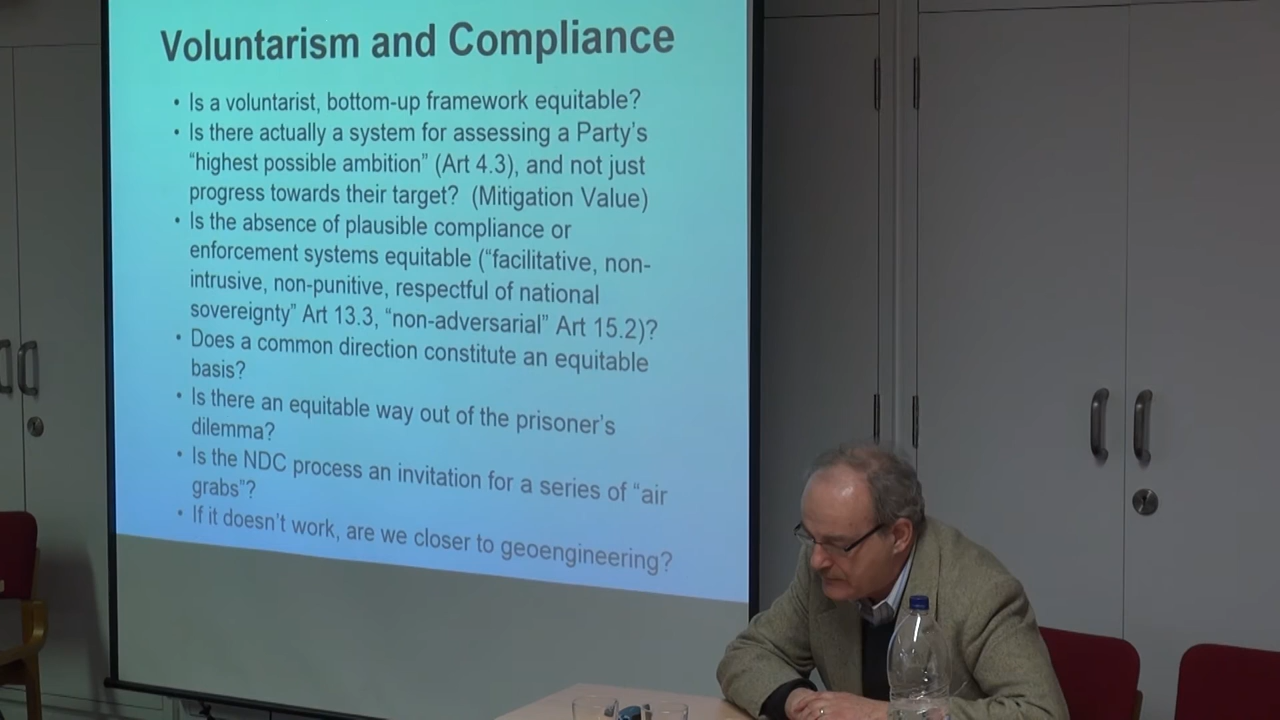 Voluntarism and Compliance
• Is a voluntarist, bottom-up framework equitable?
• Is there actually a system for assessing a Party’s
“highest possible ambition” (Art 4.3), and not just
progress towards their target? (Mitigation Value)
• Is the absence of plausible compliance or
enforcement systems equitable (“facilitative, non-
intrusive, non-punitive, respectful of national
sovereignty” Art 13.3, “non-adversarial” Art 15.2)?
• Does a common direction constitute an equitable
basis?
• Is there an equitable way out of the prisoner’s
dilemma?
• Is the NDC process an invitation for a series of “air
grabs”?
• If it doesn’t work, are we closer to geoengineering?